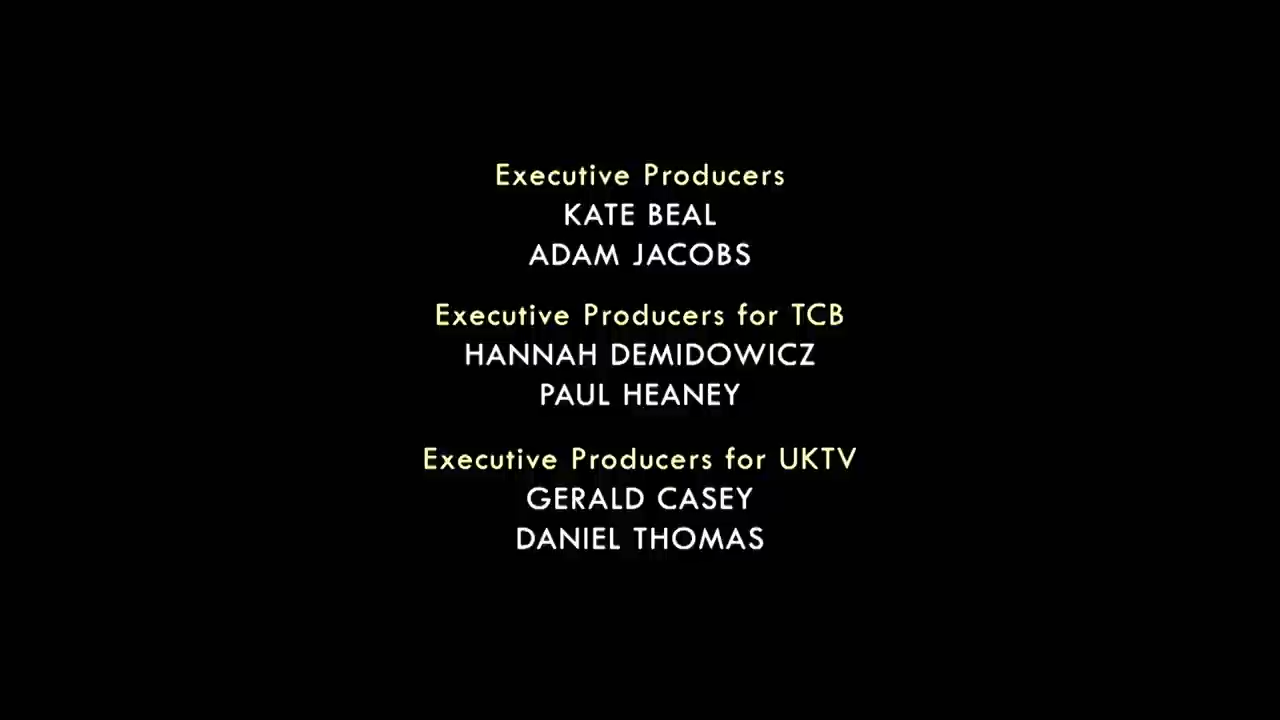 Executive Producers
KATE BEAL
ADAM JACOBS
Executive Producers for TCB
HANNAH DEMIDOWICZ
PAUL HEANEY
Executive Producers for UKTV
GERALD CASEY
DANIEL THOMAS